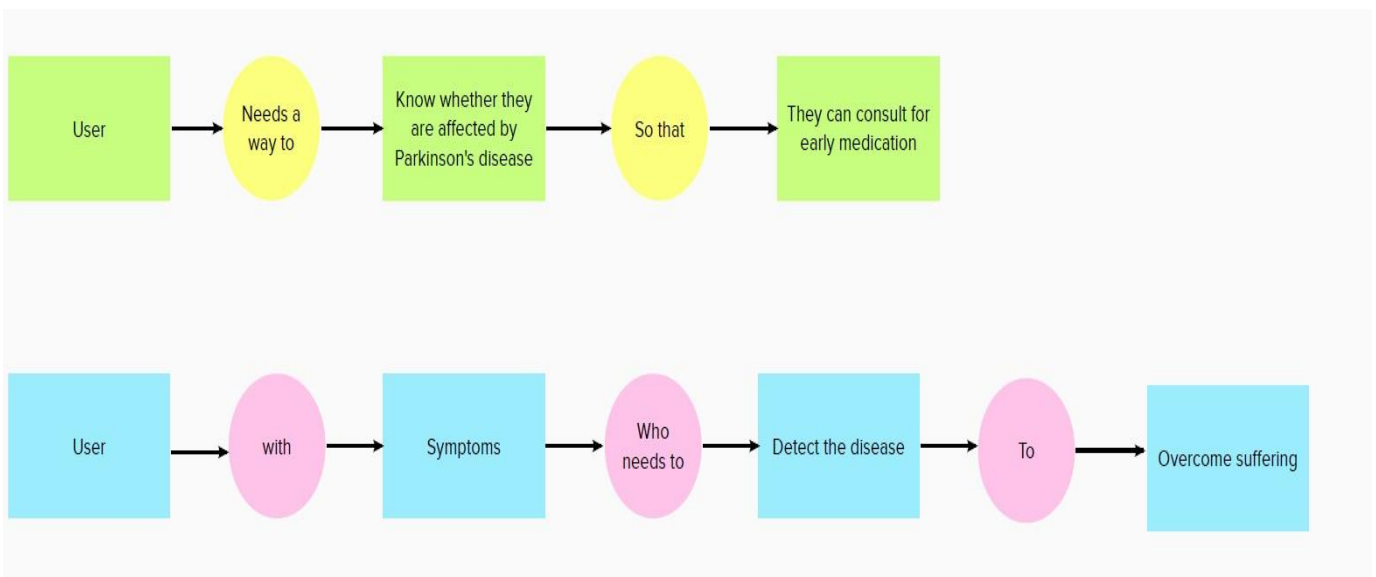 User
Needs a
way to
Know whether they
are affected by
Parkinson's disease
So that
They can consult for
early medication
User
with
Symptoms
Who
needs to
Detect the disease
To
Overcome suffering